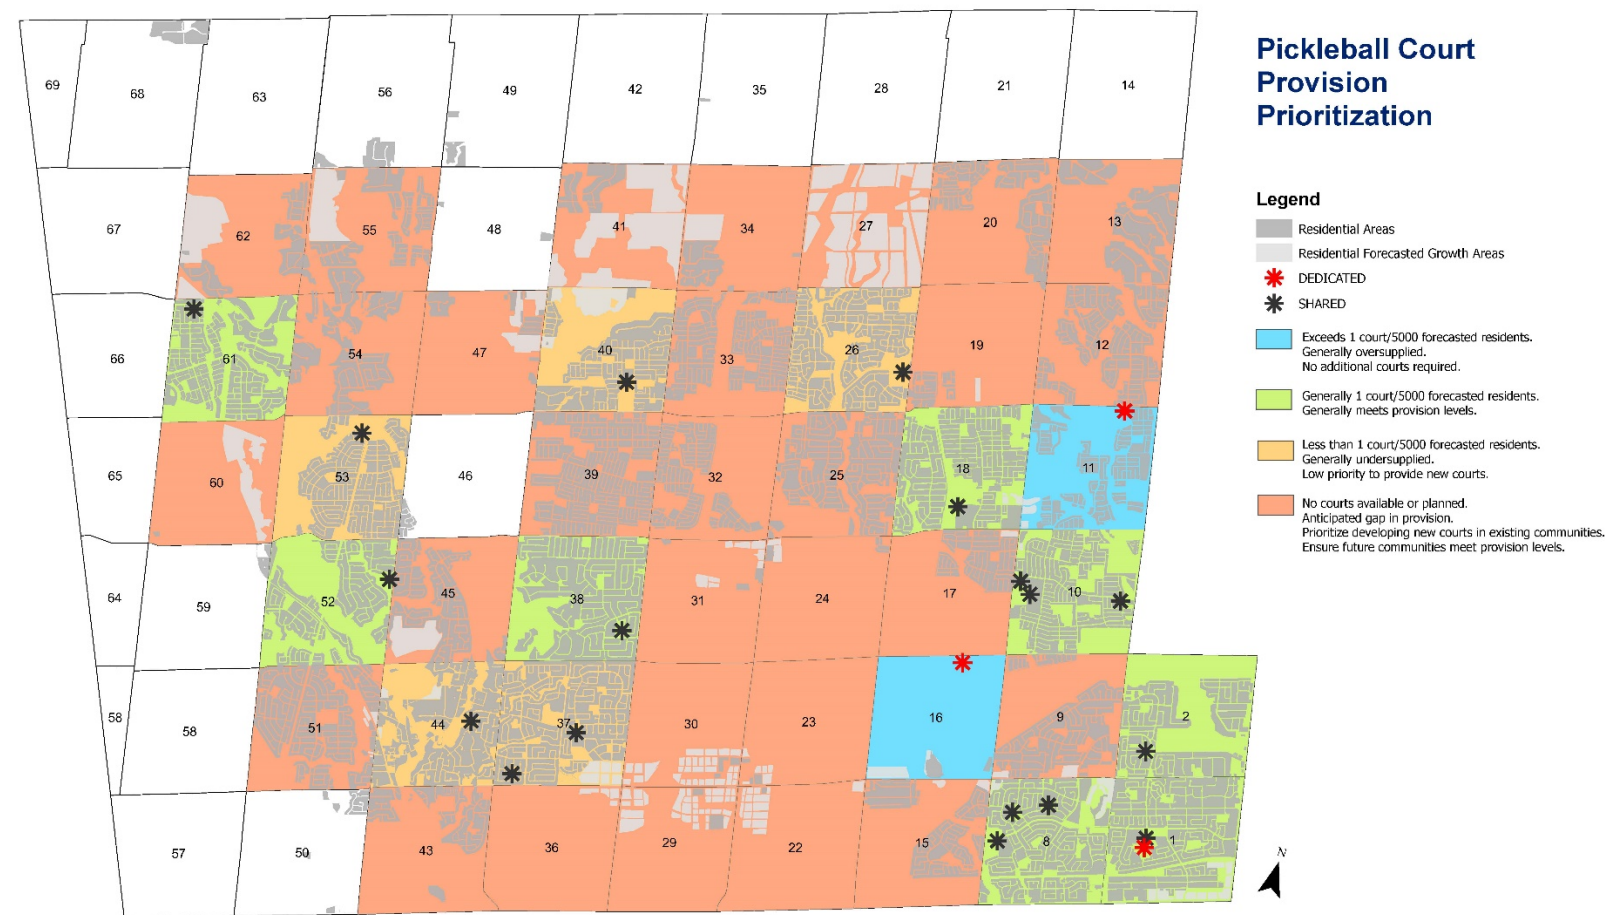 Pickleball Court
Provision
Prioritization
Legend
Residential Areas
Residential Forecasted Growth Areas
DEDICATED
SHARED
Exceeds 1 court/5000 forecasted residents.
Generally oversupplied.
No additional courts required.
Generally 1 court/5000 forecasted residents.
Generally meets provision levels.
Less than 1 court/5000 forecasted residents.
Generally undersupplied.
Low priority to provide new courts.
No courts available or planned.
Anticipated gap in provision.
Prioritize developing new courts in existing communities.
Ensure future communities meet provision levels.
69 68 63 56 49 42 35 28 21 14
67 62 55 48 41 34 27 20 13
66 61 54 47 40 33 26 19 12
65 60 53 46 39 32 25 18 11
64 59 52 45 38 31 24 17 10
58 58 51 44 37 30 23 16 9 2
57 50 43 36 29 22 15 8 1
N